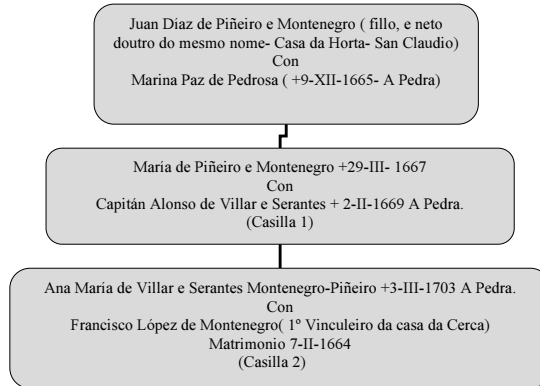 Juan Díaz de Piñeiro e Montenegro ( fillo, e neto
doutro do mesmo nome- Casa da Horta- San Claudio)
Con
Marina Paz de Pedrosa ( +9-XII-1665- A Pedra)
María de Piñeiro e Montenegro +29-III- 1667
Con
Capitán Alonso de Villar e Serantes + 2-II-1669 A Pedra.
(Casilla 1)
Ana María de Villar e Serantes Montenegro-Piñeiro +3-III-1703 A Pedra.
Con
Francisco López de Montenegro( 1º Vinculeiro da casa da Cerca)
Matrimonio 7-II-1664
(Casilla 2)